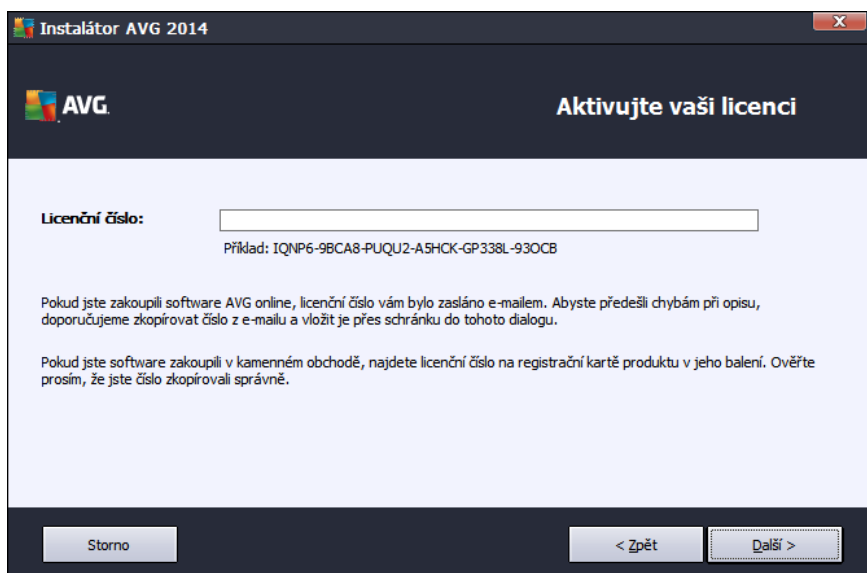 Instalátor AVG 2014
X
AVG.
Aktivujte vaši licenci
Licenční číslo:
Příklad: IQNP6-9BCA8-PUQU2-A5HCK-GP338L-93OCB
Pokud jste zakoupili software AVG online, licenční číslo vám bylo zasláno e-mailem. Abyste předešli chybám při opisu,
doporučujeme zkopírovat číslo z e-mailu a vložit je přes schránku do tohoto dialogu.
Pokud jste software zakoupili v kamenném obchodě, najdete licenční číslo na registrační kartě produktu v jeho balení. Ověřte
prosím, že jste číslo zkopírovali správně.
Storno
< Zpět
Další >